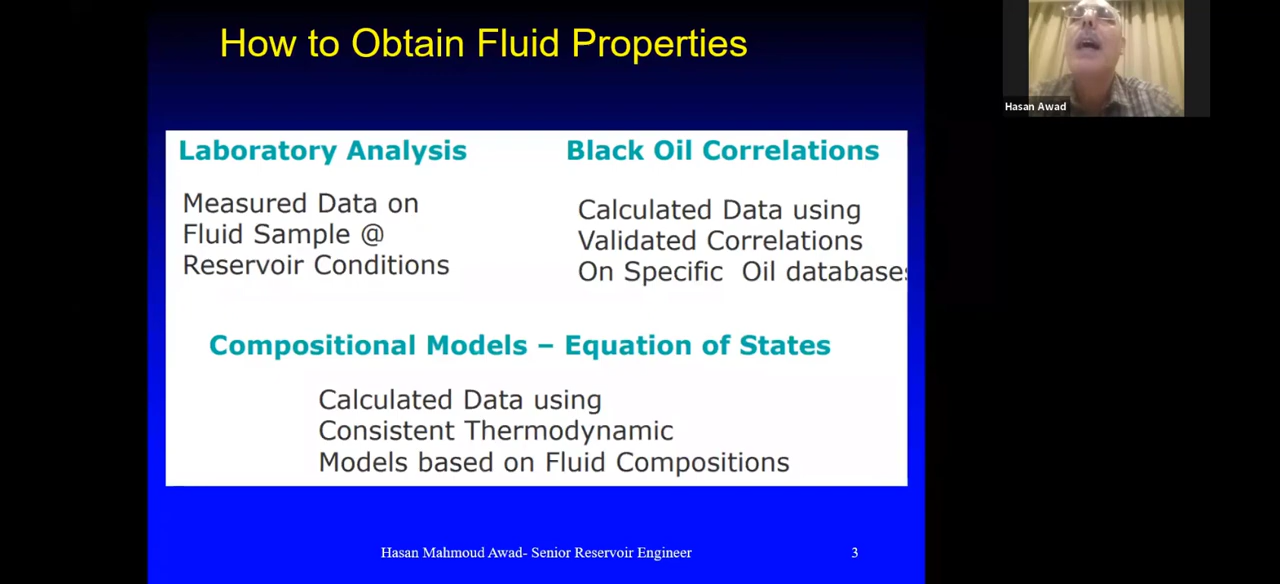 How to Obtain Fluid Properties
Hasan Awad
Laboratory Analysis
Measured Data on
Fluid Sample @
Reservoir Conditions
Black Oil Correlations
Calculated Data using
Validated Correlations
On Specific Oil databases
Compositional Models – Equation of States
Calculated Data using
Consistent Thermodynamic
Models based on Fluid Compositions
Hasan Mahmoud Awad- Senior Reservoir Engineer
3